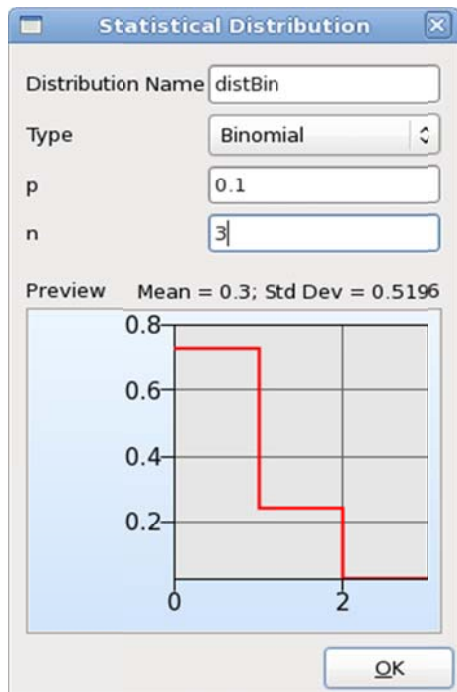 Statistical Distribution
Distribution Name distBin
Type Binomial
p 0.1
n 3
Preview Mean = 0.3; Std Dev = 0.5196
0.8
0.6
0.4
0.2
0 2
OK